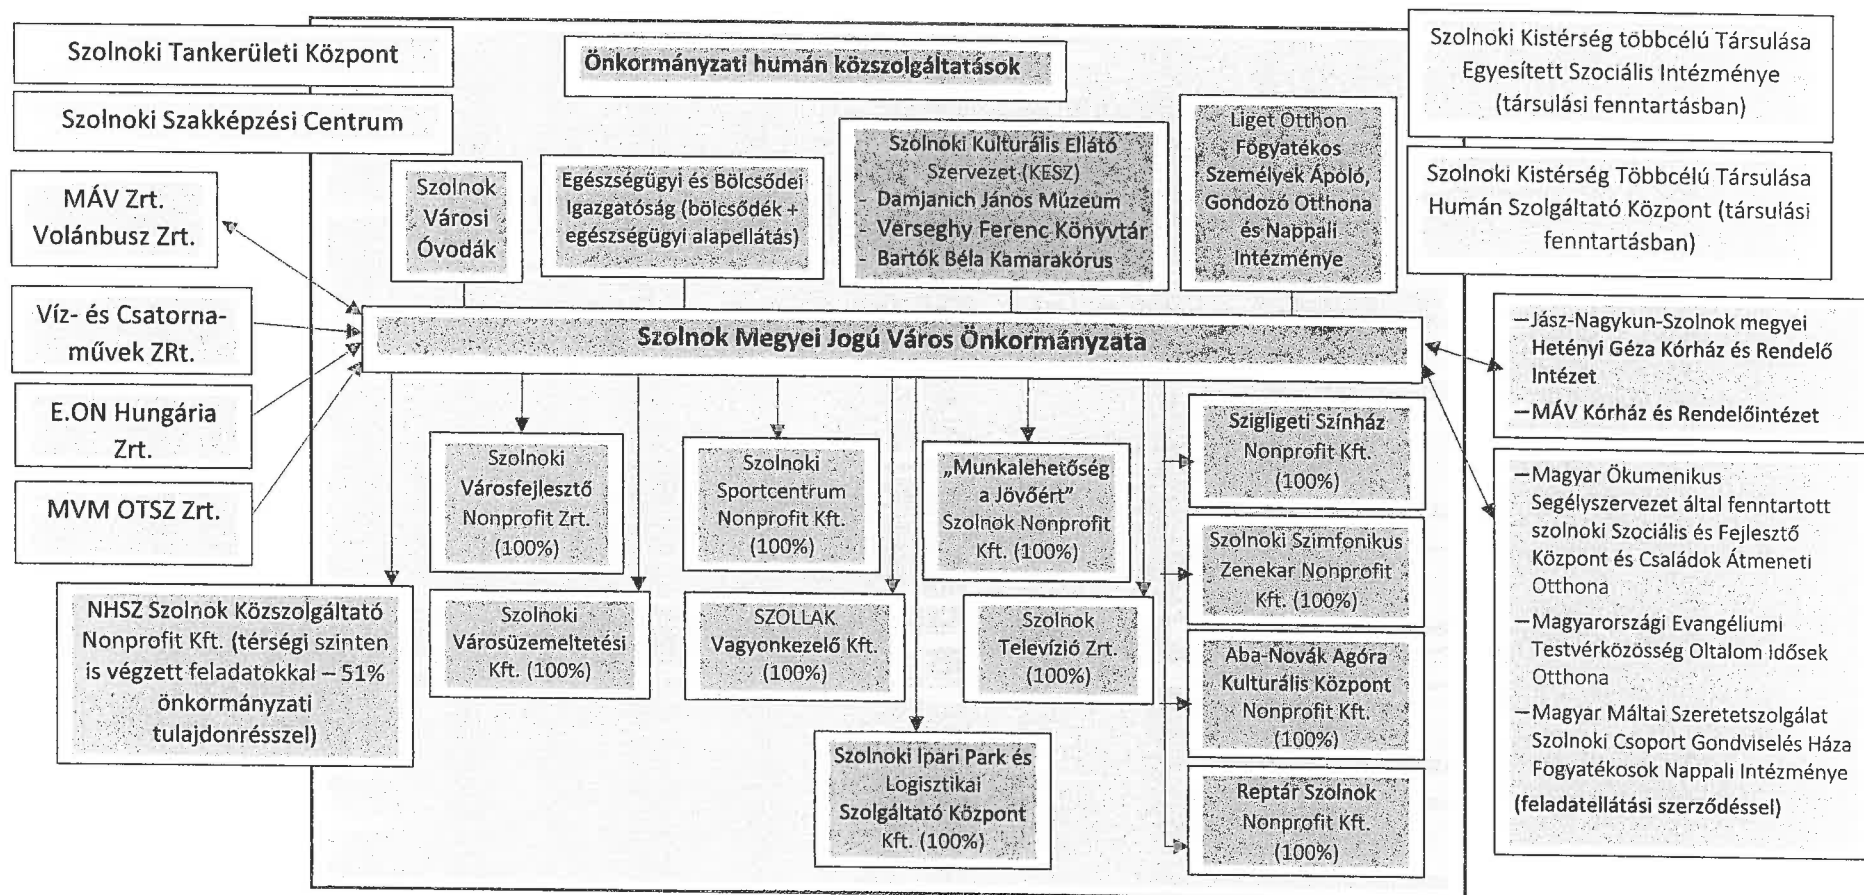 Szolnoki Tankerületi Központ
Szolnoki Szakképzési Centrum
Önkormányzati humán közszolgáltatások
Szolnoki Kistérség többcélú Társulása
Egyesített Szociális Intézménye
(társulási fenntartásban)
Szolnoki Kistérség Többcélú Társulása
Humán Szolgáltató Központ (társulási
fenntartásban)
Szolnok
Városi
Óvodák
Egészségügyi és Bölcsődei
Igazgatóság (bölcsődék +
egészségügyi alapellátás)
Szolnoki Kulturális Ellátó
Szervezet (KESZ)
- Damjanich János Múzeum
- Verseghy Ferenc Könyvtár
- Bartók Béla Kamarakórus
Liget Otthon
Fogyatékos
Személyek Ápoló,
Gondozó Otthona
és Nappali
Intézménye
MÁV Zrt.
Volánbusz Zrt.
Víz- és Csatorna-
művek ZRt.
E.ON Hungária
Zrt.
MVM OTSZ Zrt.
Szolnok Megyei Jogú Város Önkormányzata
–Jász-Nagykun-Szolnok megyei
Hetényi Géza Kórház és Rendelő
Intézet
–MÁV Kórház és Rendelőintézet
–Magyar Ökumenikus
Segélyszervezet által fenntartott
szolnoki Szociális és Fejlesztő
Központ és Családok Átmeneti
Otthona
–Magyarországi Evangéliumi
Testvérközösség Oltalom Idősek
Otthona
–Magyar Máltai Szeretetszolgálat
Szolnoki Csoport Gondviselés Háza
Fogyatékosok Nappali Intézménye
(feladatellátási szerződéssel)
NHSZ Szolnok Közszolgáltató
Nonprofit Kft. (térségi szinten
is végzett feladatokkal – 51%
önkormányzati
tulajdonrésszel)
Szolnoki
Városfejlesztő
Nonprofit Zrt.
(100%)
Szolnoki
Városüzemeltetési
Kft. (100%)
Szolnoki
Sportcentrum
Nonprofit Kft.
(100%)
SZOLLAK
Vagyonkezelő Kft.
(100%)
„Munkalehetőség
a Jövőért”
Szolnok Nonprofit
Kft. (100%)
Szolnok
Televízió Zrt.
(100%)
Szolnoki Ipari Park és
Logisztikai
Szolgáltató Központ
Kft. (100%)
Szigligeti Színház
Nonprofit Kft.
(100%)
Szolnoki Szimfonikus
Zenekar Nonprofit
Kft. (100%)
Aba-Novák Agóra
Kulturális Központ
Nonprofit Kft.
(100%)
Reptár Szolnok
Nonprofit Kft.
(100%)